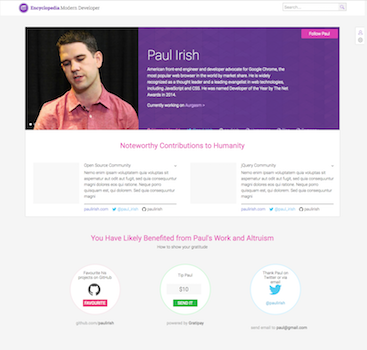 Encyclopedia Modern Developer
Search...
Follow Paul
Paul Irish
American front-end engineer and developer advocate for Google Chrome, the
most popular web browser in the world by market share. He is widely
recognized as a thought leader and a leading evangelist in web technologies,
including JavaScript and CSS. He was named Developer of the Year by The Net
Awards in 2014.
Currently working on
Noteworthy Contributions to Humanity
Open Source Community
Nemo enim ipsam voluptatem quia voluptas sit
aspernatur aut odit aut fugit, sed quia consequuntur
magni dolores eos qui ratione. Neque porro
quisquam est, qui dolorem. Sed quia consequuntur
magni
paulirish.com @paul_irish paulirish
jQuery Community
Nemo enim ipsam voluptatem quia voluptas sit
aspernatur aut odit aut fugit, sed quia consequuntur
magni dolores eos qui ratione. Neque porro
quisquam est, qui dolorem. Sed quia consequuntur
magni
paulirish.com @paul_irish paulirish
You Have Likely Benefited from Paul's Work and Altruism
How to show your gratitude
Favourite his
projects on GitHub
FAVOURITE
github.com/paulirish
Tip Paul
$10
SEND IT
powered by
Thank Paul on
Twitter or via
email
@paulirish
send email to paul@gmail.com